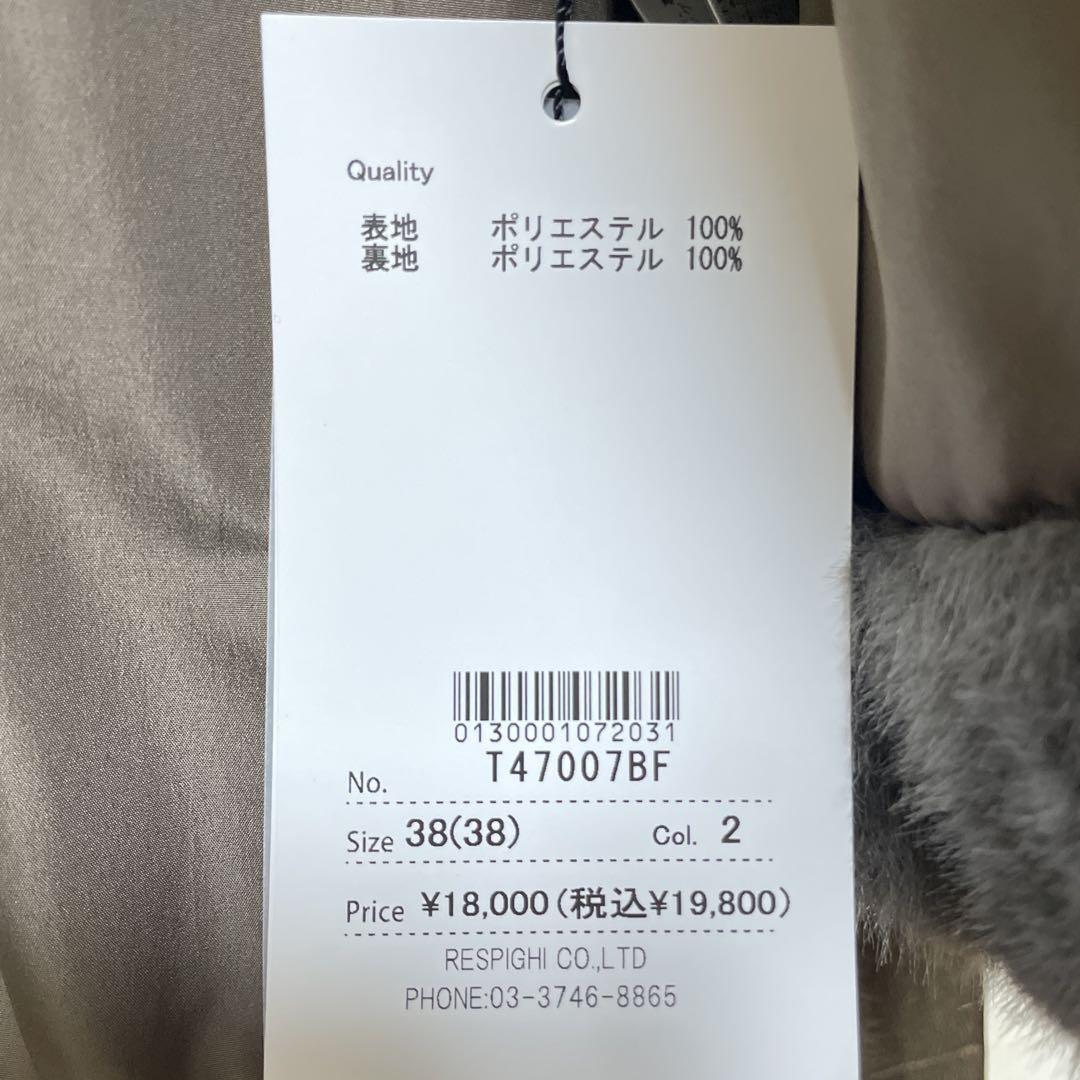 Quality
表地 ポリエステル 100%
裏地 ポリエステル 100%
0130001072031
No. T47007BF
Size 38(38) Col. 2
Price ¥18,000(税込¥19,800)
RESPIGHI CO.,LTD
PHONE:03-3746-8865